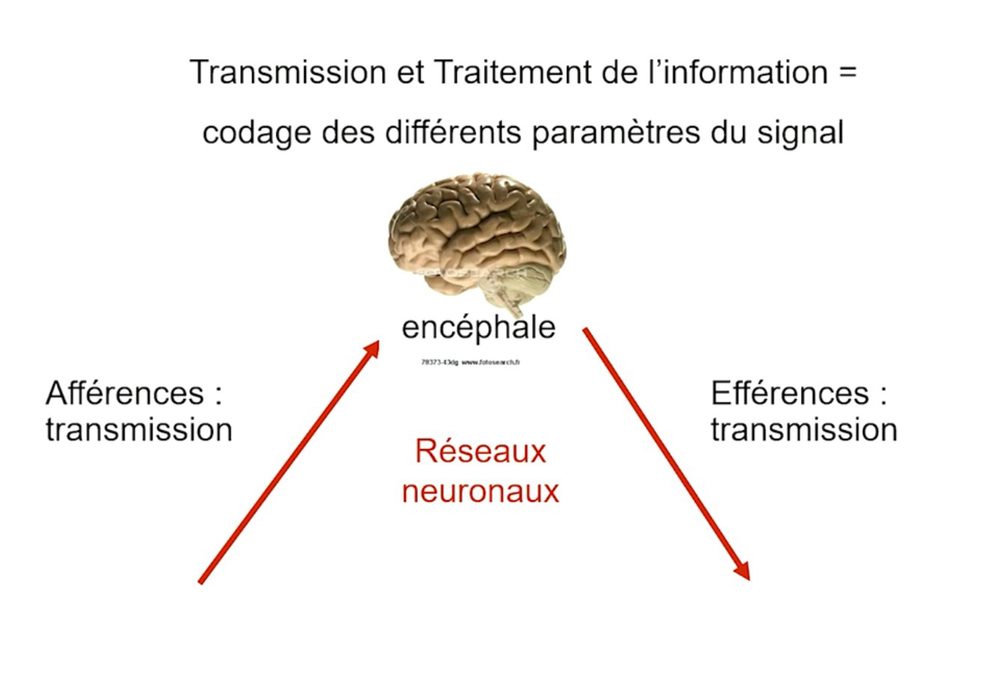 Transmission et Traitement de l’information =
codage des différents paramètres du signal
FOTOSEARCH
encéphale
78373-43dg www.fotosearch.fr
Afférences :
transmission
Efférences :
transmission
Réseaux
neuronaux